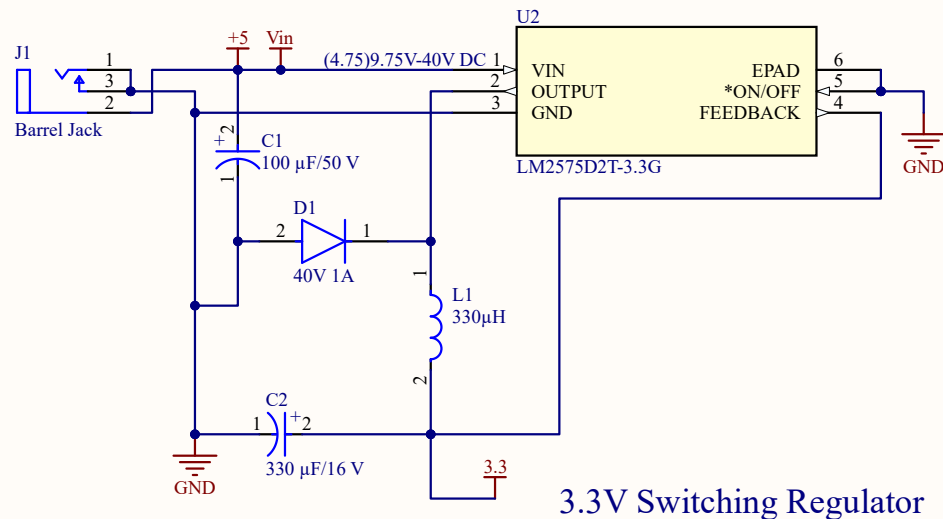 U2
J1
+5
Vin
(4.75)9.75V-40V DC
1
3
2
Barrel Jack
1
2
3
VIN
OUTPUT
GND
EPAD
*ON/OFF
FEEDBACK
6
5
4
LM2575D2T-3.3G
GND
2
+
C1
100 µF/50 V
1
D1
2
1
40V 1A
1
L1
330µH
2
C2
1
+
2
330 µF/16 V
GND
3.3
3.3V Switching Regulator